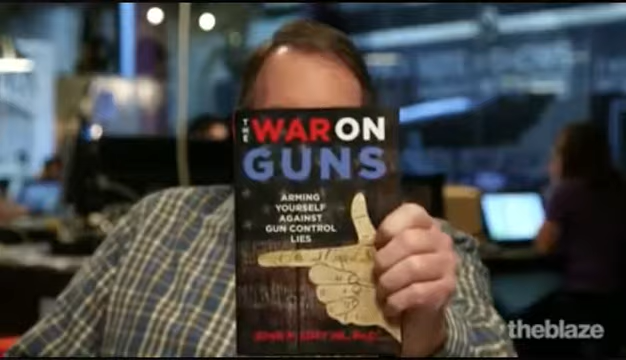 THE
WAR ON
GUNS
ARMING
YOURSELF
AGAINST
GUN CONTROL
LIES
theblaze